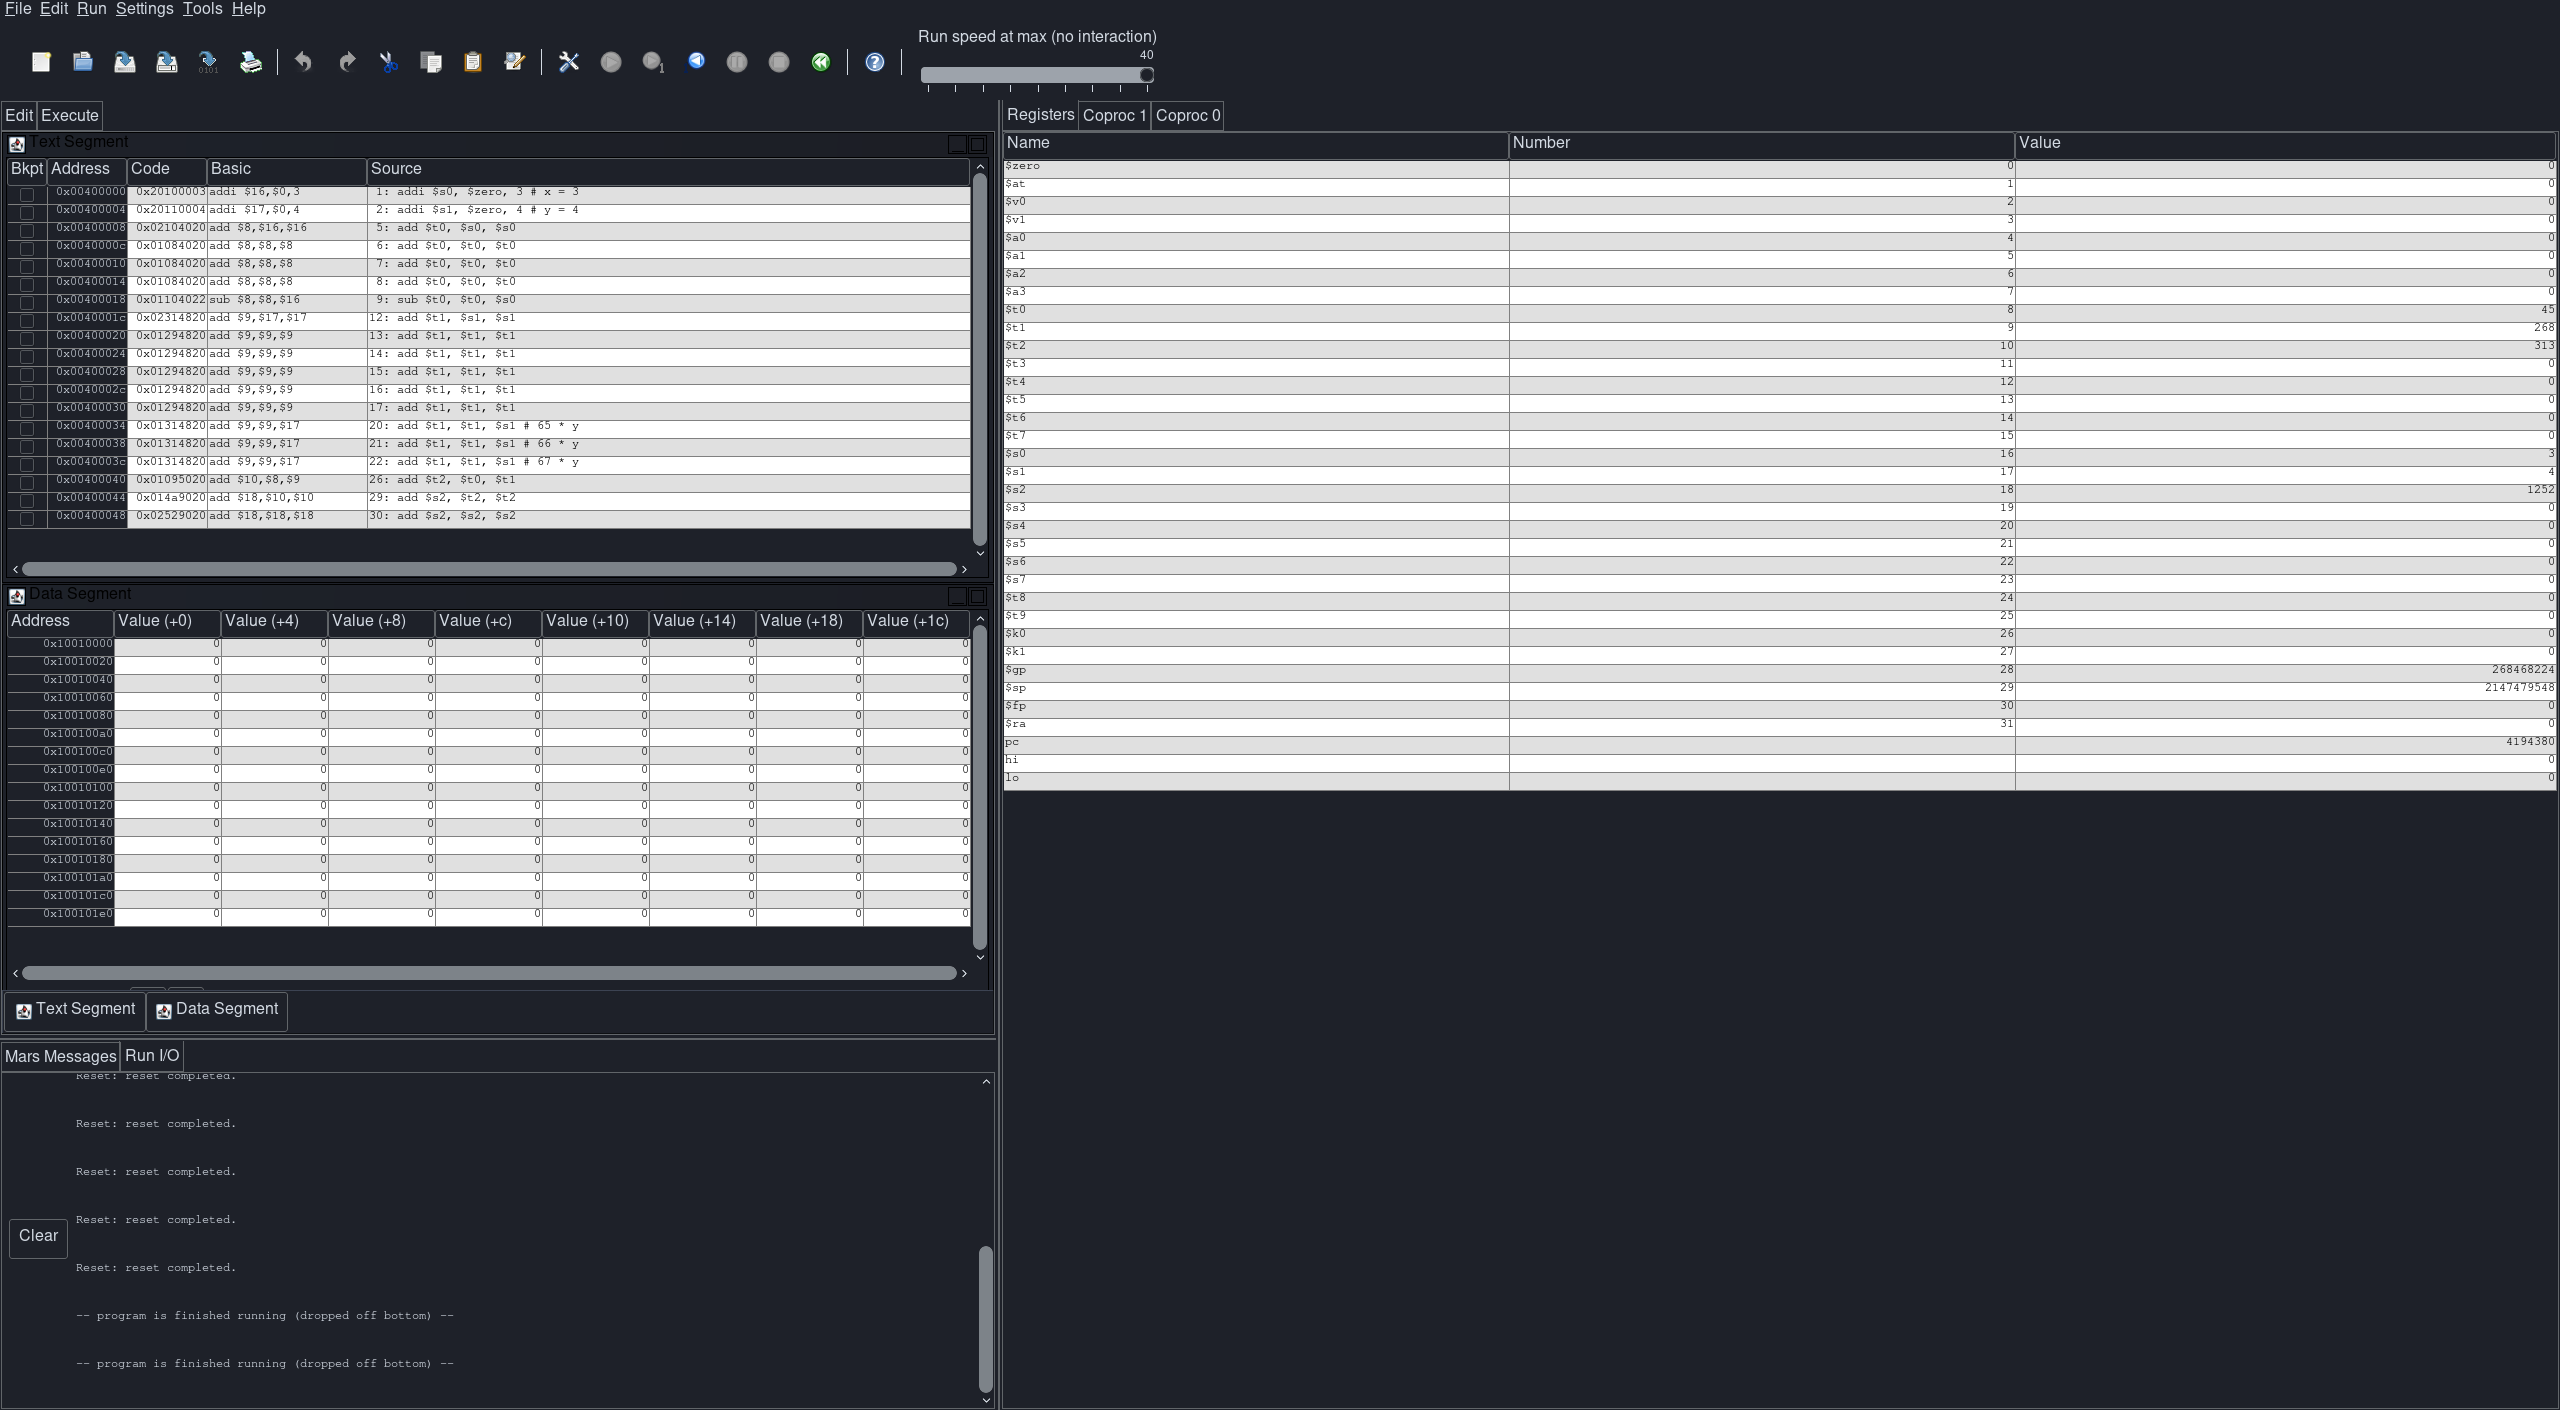 File Edit Run Settings Tools Help
Run speed at max (no interaction)
40
Edit Execute
Text Segment
Bkpt Address Code Basic Source
0x00400000 0x20100003 addi $16,$0,3 1: addi $s0, $zero, 3 # x = 3
0x00400004 0x20110004 addi $17,$0,4 2: addi $s1, $zero, 4 # y = 4
0x00400008 0x02104020 add $8,$16,$16 5: add $t0, $s0, $s0
0x0040000c 0x01084020 add $8,$8,$8 6: add $t0, $t0, $t0
0x00400010 0x01084020 add $8,$8,$8 7: add $t0, $t0, $t0
0x00400014 0x01084020 add $8,$8,$8 8: add $t0, $t0, $t0
0x00400018 0x01104022 sub $8,$8,$16 9: sub $t0, $t0, $s0
0x0040001c 0x02314820 add $9,$17,$17 12: add $t1, $s1, $s1
0x00400020 0x01294820 add $9,$9,$9 13: add $t1, $t1, $t1
0x00400024 0x01294820 add $9,$9,$9 14: add $t1, $t1, $t1
0x00400028 0x01294820 add $9,$9,$9 15: add $t1, $t1, $t1
0x0040002c 0x01294820 add $9,$9,$9 16: add $t1, $t1, $t1
0x00400030 0x01294820 add $9,$9,$9 17: add $t1, $t1, $t1
0x00400034 0x01314820 add $9,$9,$17 20: add $t1, $t1, $s1 # 65 * y
0x00400038 0x01314820 add $9,$9,$17 21: add $t1, $t1, $s1 # 66 * y
0x0040003c 0x01314820 add $9,$9,$17 22: add $t1, $t1, $s1 # 67 * y
0x00400040 0x01095020 add $10,$8,$9 26: add $t2, $t0, $t1
0x00400044 0x014a9020 add $18,$10,$10 29: add $s2, $t2, $t2
0x00400048 0x02529020 add $18,$18,$18 30: add $s2, $s2, $s2
Data Segment
Address Value (+0) Value (+4) Value (+8) Value (+c) Value (+10) Value (+14) Value (+18) Value (+1c)
0x10010000 0 0 0 0 0 0 0 0
0x10010020 0 0 0 0 0 0 0 0
0x10010040 0 0 0 0 0 0 0 0
0x10010060 0 0 0 0 0 0 0 0
0x10010080 0 0 0 0 0 0 0 0
0x100100a0 0 0 0 0 0 0 0 0
0x100100c0 0 0 0 0 0 0 0 0
0x100100e0 0 0 0 0 0 0 0 0
0x10010100 0 0 0 0 0 0 0 0
0x10010120 0 0 0 0 0 0 0 0
0x10010140 0 0 0 0 0 0 0 0
0x10010160 0 0 0 0 0 0 0 0
0x10010180 0 0 0 0 0 0 0 0
0x100101a0 0 0 0 0 0 0 0 0
0x100101c0 0 0 0 0 0 0 0 0
0x100101e0 0 0 0 0 0 0 0 0
Text Segment Data Segment
Mars Messages Run I/O
Reset: reset completed.
Reset: reset completed.
Reset: reset completed.
Reset: reset completed.
Clear
Reset: reset completed.
-- program is finished running (dropped off bottom) --
-- program is finished running (dropped off bottom) --
Registers Coproc 1 Coproc 0
Name Number Value
$zero 0 0
$at 1 0
$v0 2 0
$v1 3 0
$a0 4 0
$a1 5 0
$a2 6 0
$a3 7 0
$t0 8 45
$t1 9 268
$t2 10 313
$t3 11 0
$t4 12 0
$t5 13 0
$t6 14 0
$t7 15 0
$s0 16 3
$s1 17 4
$s2 18 1252
$s3 19 0
$s4 20 0
$s5 21 0
$s6 22 0
$s7 23 0
$t8 24 0
$t9 25 0
$k0 26 0
$k1 27 0
$gp 28 268468224
$sp 29 2147479548
$fp 30 0
$ra 31 0
pc 4194380
hi 0
lo 0